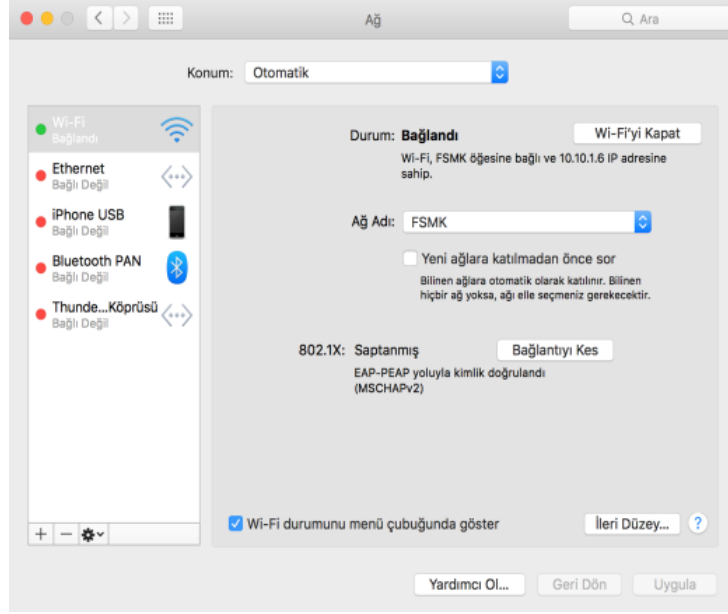 Ağ
Ara
Konum: Otomatik
Wi-Fi
Bağlandı
Ethernet
Bağlı Değil
iPhone USB
Bağlı Değil
Bluetooth PAN
Bağlı Değil
Thunde...Köprüsü
Bağlı Değil
Durum: Bağlandı
Wi-Fi'yi Kapat
Wi-Fi, FSMK öğesine bağlı ve 10.10.1.6 IP adresine
sahip.
Ağ Adı: FSMK
Yeni ağlara katılmadan önce sor
Bilinen ağlara otomatik olarak katılınır. Bilinen
hiçbir ağ yoksa, ağı elle seçmeniz gerekecektir.
802.1X: Saptanmış
Bağlantıyı Kes
EAP-PEAP yoluyla kimlik doğrulandı
(MSCHAPv2)
Wi-Fi durumunu menü çubuğunda göster
İleri Düzey...
?
Yardımcı Ol...
Geri Dön
Uygula